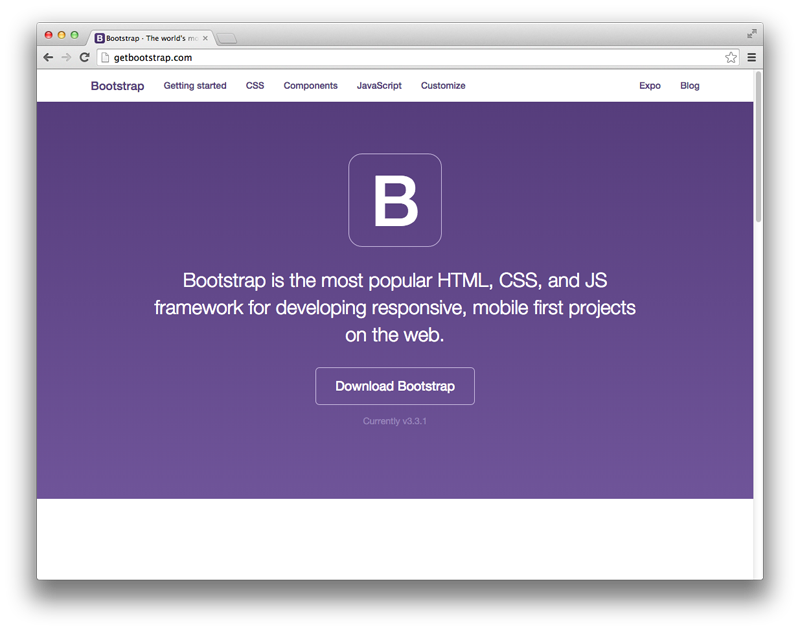 Bootstrap · The world's mo
getbootstrap.com
Bootstrap Getting started CSS Components JavaScript Customize Expo Blog
B
Bootstrap is the most popular HTML, CSS, and JS
framework for developing responsive, mobile first projects
on the web.
Download Bootstrap
Currently v3.3.1